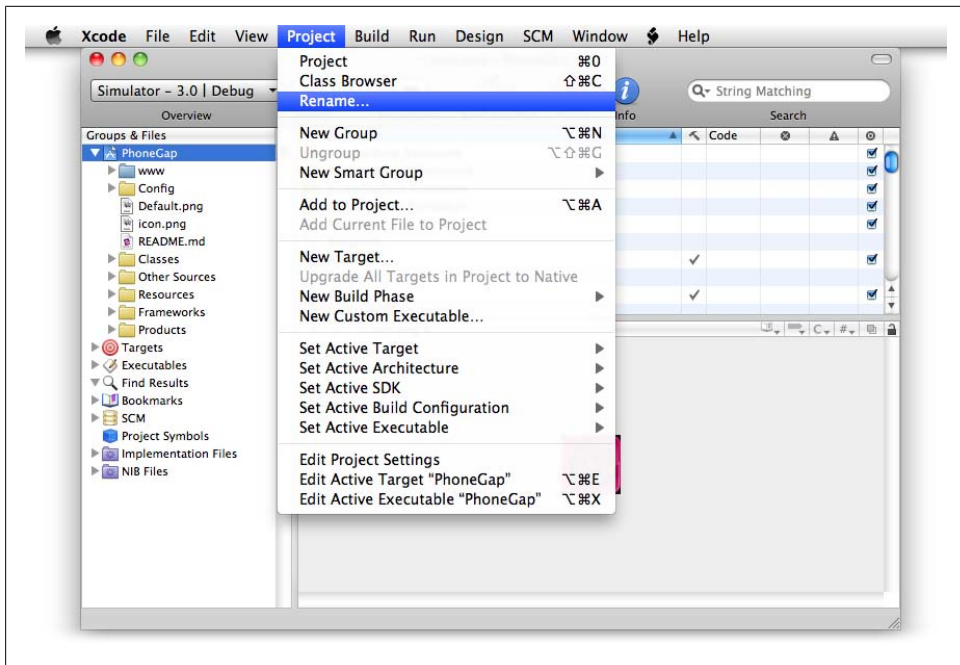 Xcode File Edit View Project Build Run Design SCM Window Help
Simulator – 3.0 | Debug
Overview
Info
String Matching
Search
Groups & Files
Code
PhoneGap
www
Config
Default.png
icon.png
README.md
Classes
Other Sources
Resources
Frameworks
Products
Targets
Executables
Find Results
Bookmarks
SCM
Project Symbols
Implementation Files
NIB Files
Project ⌘0
Class Browser ⇧⌘C
Rename...
New Group ⌥⌘N
Ungroup ⌥⇧⌘G
New Smart Group
Add to Project... ⌥⌘A
Add Current File to Project
New Target...
Upgrade All Targets in Project to Native
New Build Phase
New Custom Executable...
Set Active Target
Set Active Architecture
Set Active SDK
Set Active Build Configuration
Set Active Executable
Edit Project Settings
Edit Active Target “PhoneGap” ⌥⌘E
Edit Active Executable “PhoneGap” ⌥⌘X
C #